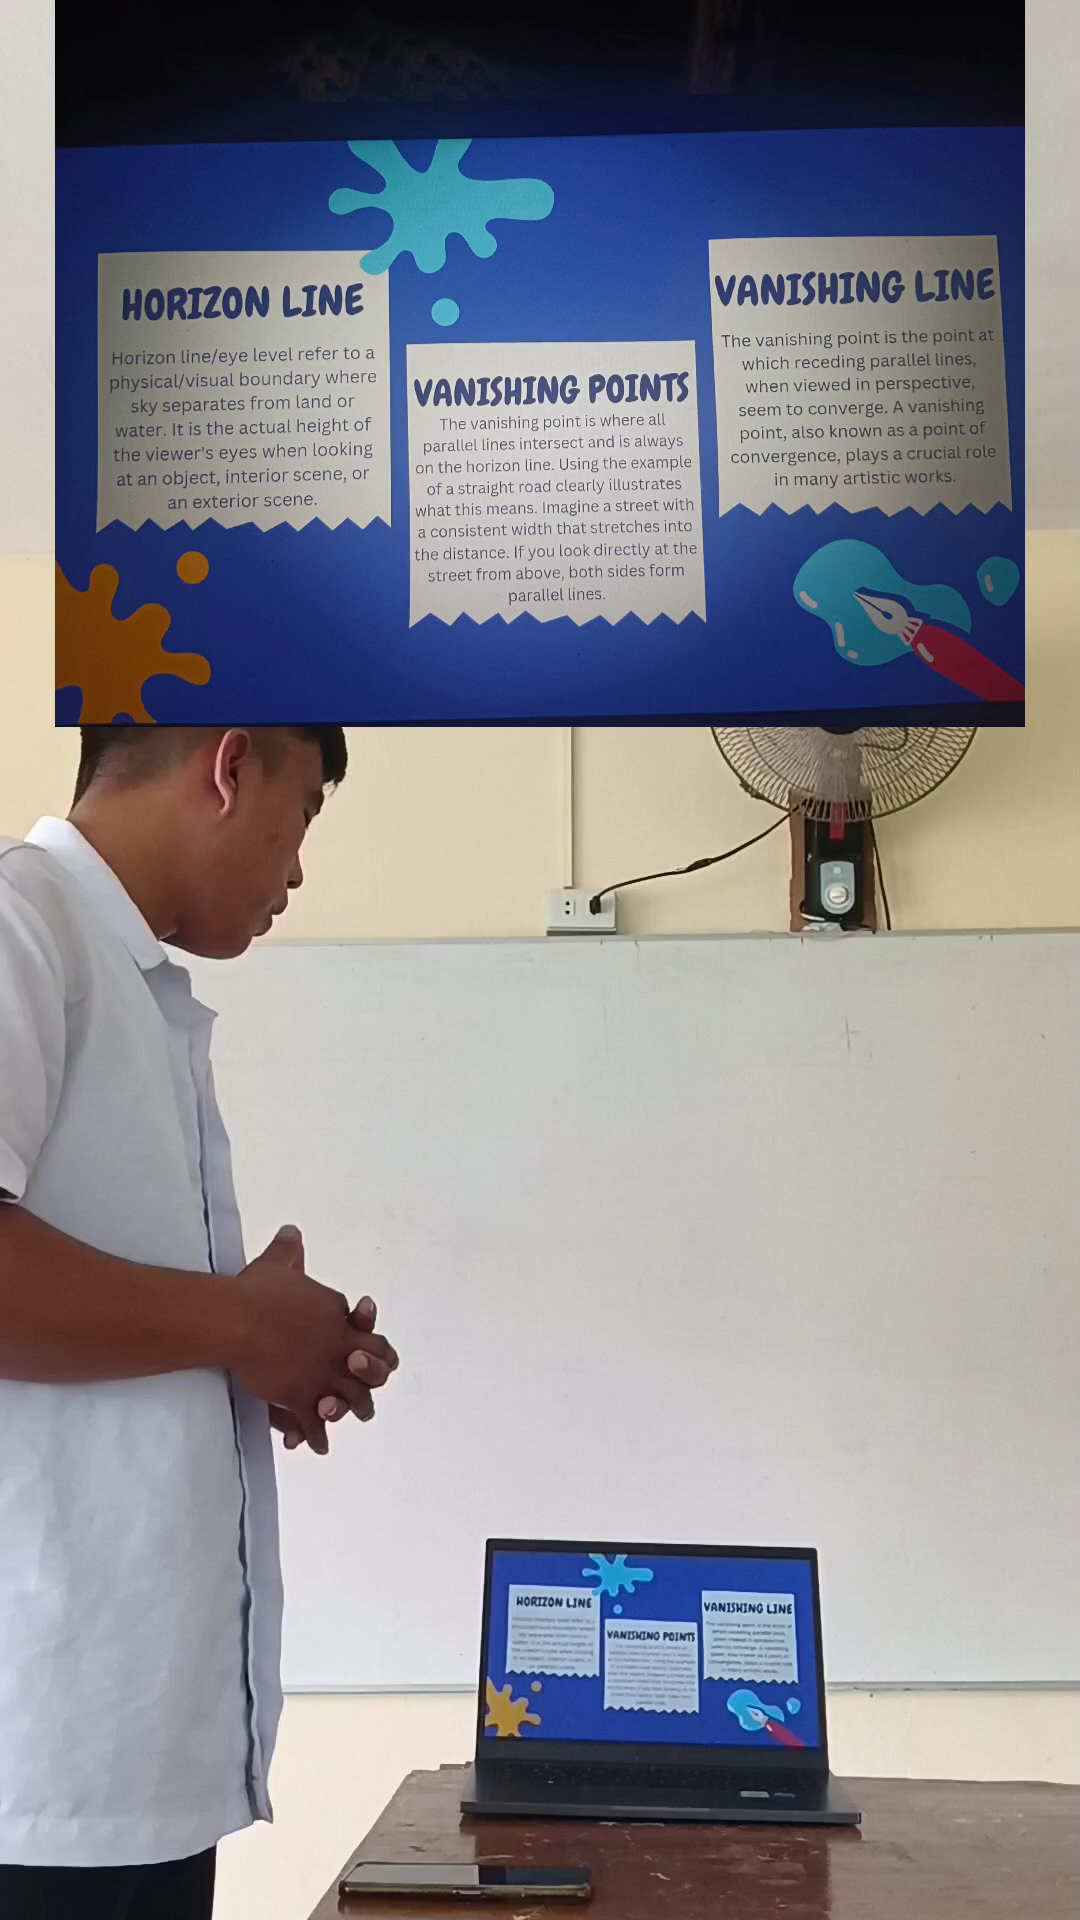 HORIZON LINE
Horizon line/eye level refer to a
physical/visual boundary where
sky separates from land or
water. It is the actual height of
the viewer's eyes when looking
at an object, interior scene, or
an exterior scene.
VANISHING POINTS
The vanishing point is where all
parallel lines intersect and is always
on the horizon line. Using the example
of a straight road clearly illustrates
what this means. Imagine a street with
a consistent width that stretches into
the distance. If you look directly at the
street from above, both sides form
parallel lines.
VANISHING LINE
The vanishing point is the point at
which receding parallel lines,
when viewed in perspective,
seem to converge. A vanishing
point, also known as a point of
convergence, plays a crucial role
in many artistic works.
HORIZON LINE
VANISHING POINTS
VANISHING LINE